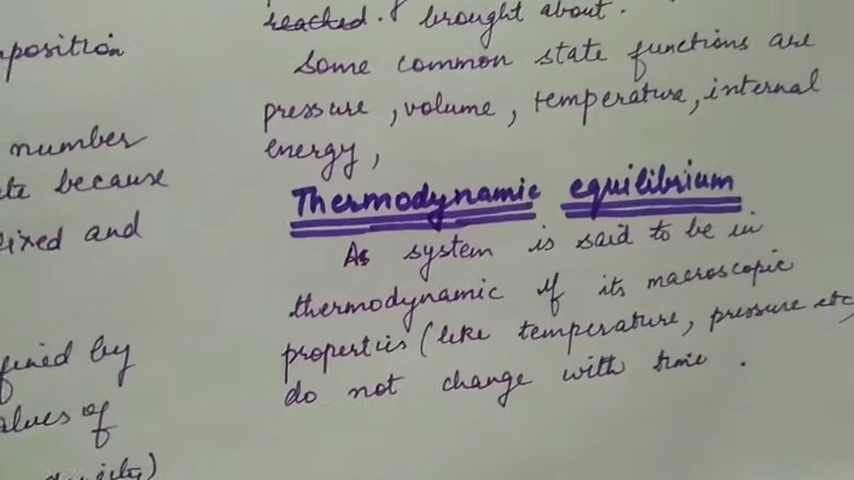 position
number
because
fixed and
by
values of
reached. & brought about.
Some common state functions are
pressure, volume, temperature, internal
energy,
Thermodynamic equilibrium
As system is said to be in
thermodynamic if its macroscopic
properties (like temperature, pressure etc)
do not change with time.